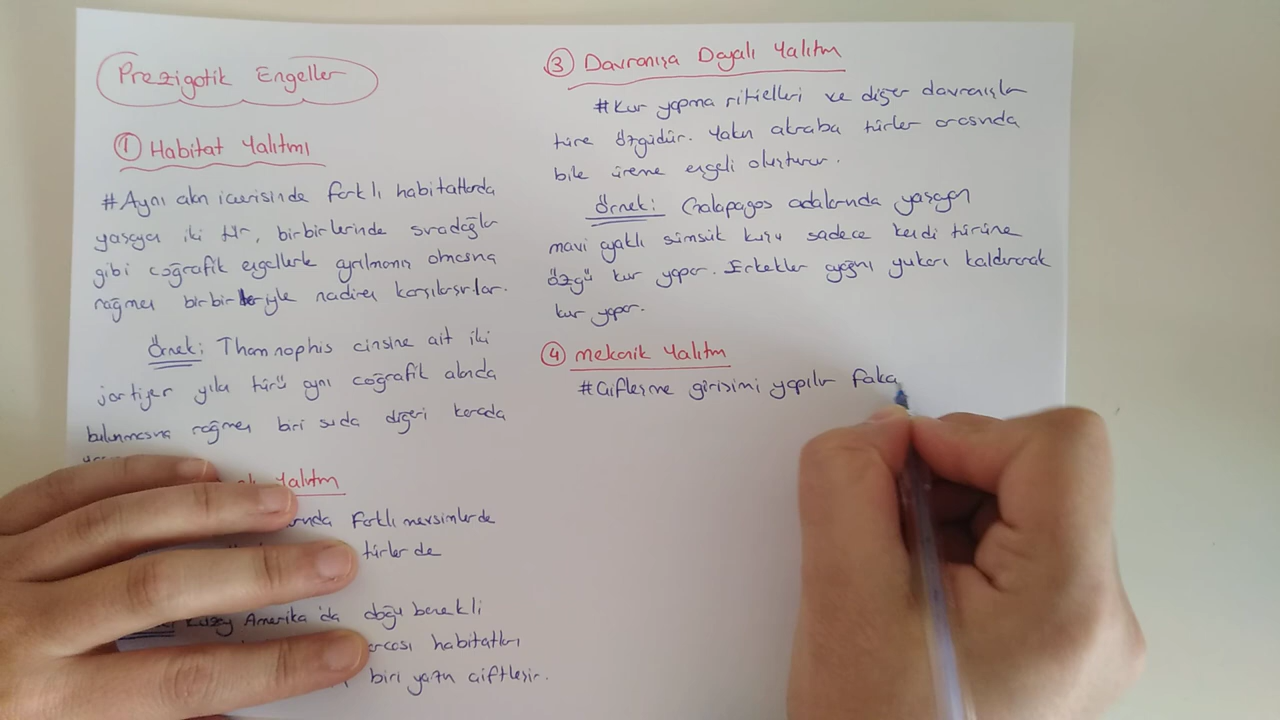 Prezigotik Engeller
① Habitat Yalıtımı
#Aynı alan içerisinde farklı habitatlarda
yaşayan iki tür, birbirlerinde sıradağlar
gibi coğrafik engellerle ayrılmamış olmasına
rağmen birbirleriyle nadiren karşılaşırlar.
Örnek: Thamnophis cinsine ait iki
jartiyer yılan türü aynı coğrafik alanda
bulunmasına rağmen biri suda diğeri karada
Yalıtım
farklı mevsimlerde
türlerde
Kuzey Amerika'da doğu benekli
habitatları
biri yazın çiftleşir.
③ Davranışa Dayalı Yalıtım
#Kur yapma ritüelleri ve diğer davranışlar
türe özgüdür. Yakın akraba türler arasında
bile üreme engeli oluşturur.
Örnek: Galapagos adalarında yaşayan
mavi ayaklı sümsük kuşu sadece kendi türüne
"özgü" kur yapar. Erkekler ayağını yukarı kaldırarak
kur yapar.
④ mekanik Yalıtım
#Çiftleşme girişimi yapılır faka